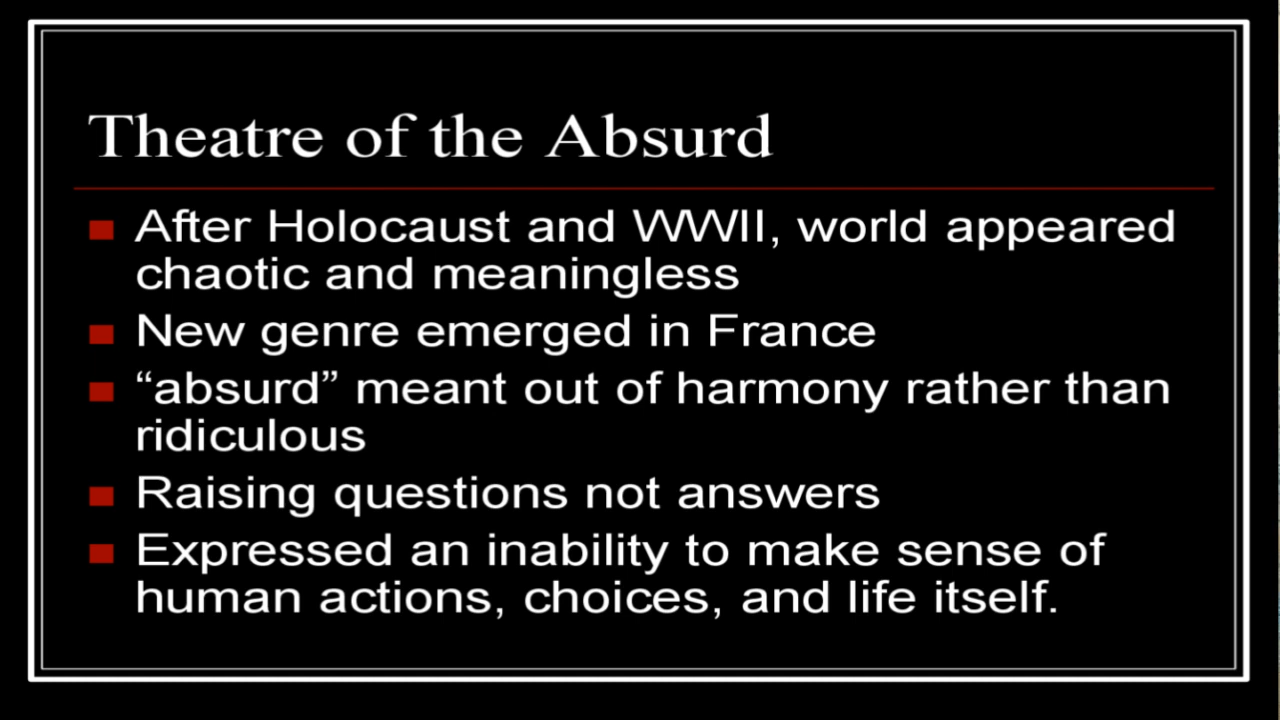 Theatre of the Absurd
After Holocaust and WWII, world appeared
chaotic and meaningless
New genre emerged in France
“absurd” meant out of harmony rather than
ridiculous
Raising questions not answers
Expressed an inability to make sense of
human actions, choices, and life itself.